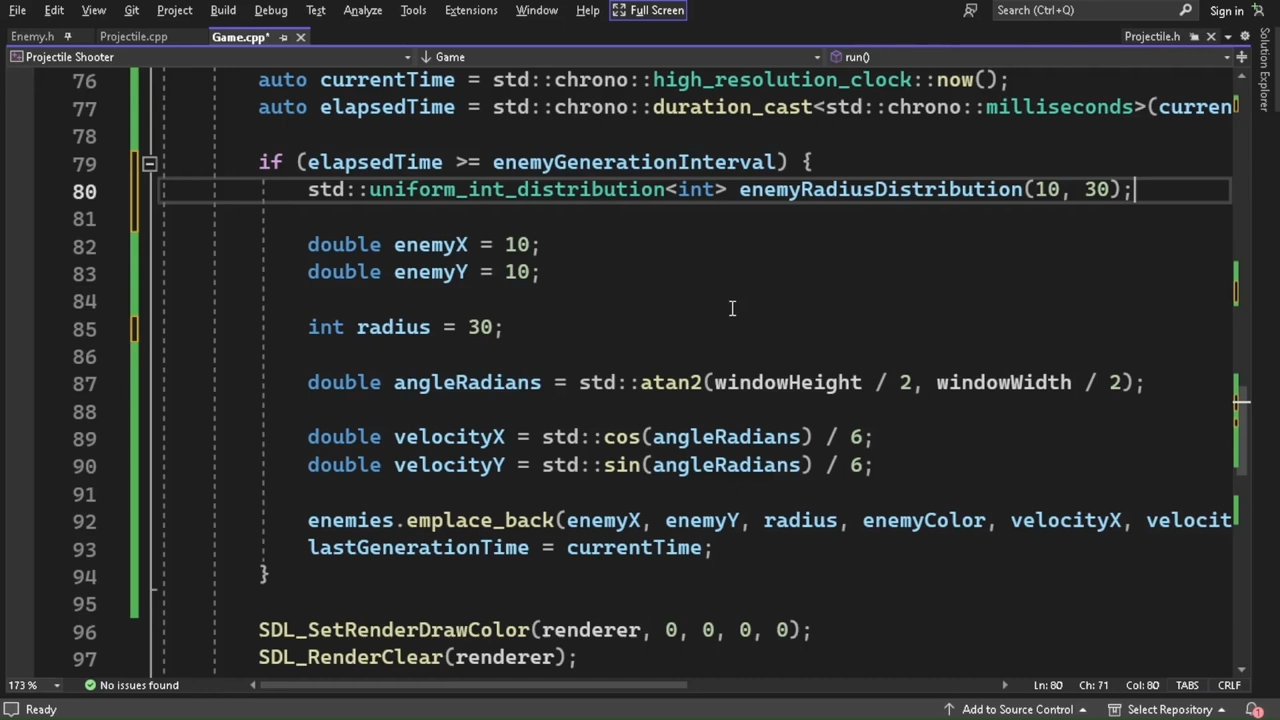 File Edit View Git Project Build Debug Test Analyze Tools Extensions Window Help Full Screen Search (Ctrl+Q) Sign in
Enemy.h Projectile.cpp Game.cpp* Projectile.h
Projectile Shooter Game run()
Solution Explorer
76 auto currentTime = std::chrono::high_resolution_clock::now();
77 auto elapsedTime = std::chrono::duration_cast<std::chrono::milliseconds>(curren
78
79 if (elapsedTime >= enemyGenerationInterval) {
80 std::uniform_int_distribution<int> enemyRadiusDistribution(10, 30);
81
82 double enemyX = 10;
83 double enemyY = 10;
84
85 int radius = 30;
86
87 double angleRadians = std::atan2(windowHeight / 2, windowWidth / 2);
88
89 double velocityX = std::cos(angleRadians) / 6;
90 double velocityY = std::sin(angleRadians) / 6;
91
92 enemies.emplace_back(enemyX, enemyY, radius, enemyColor, velocityX, velocit
93 lastGenerationTime = currentTime;
94 }
95
96 SDL_SetRenderDrawColor(renderer, 0, 0, 0, 0);
97 SDL_RenderClear(renderer);
173 % No issues found Ln: 80 Ch: 71 Col: 80 TABS CRLF
Ready Add to Source Control Select Repository 1